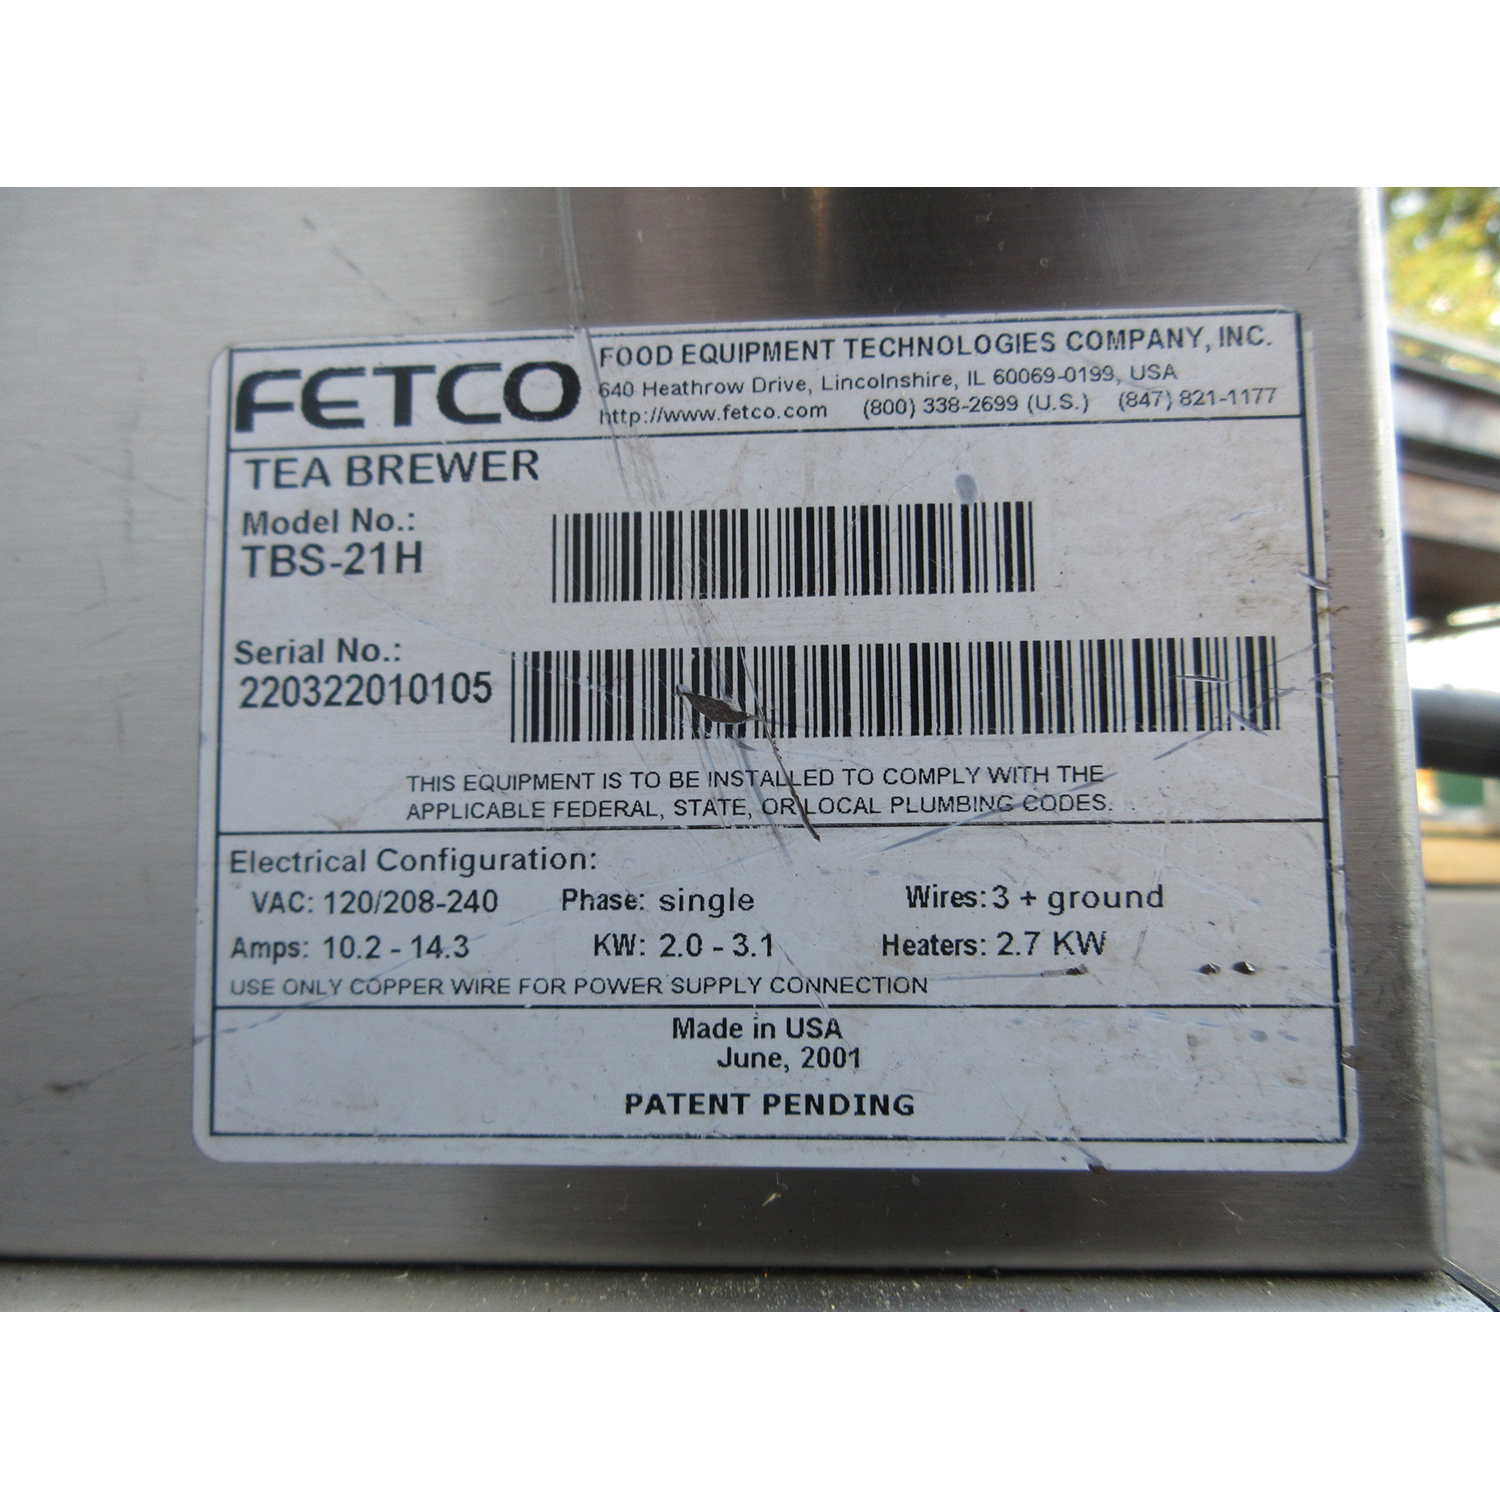 FETCO
FOOD EQUIPMENT TECHNOLOGIES COMPANY, INC.
640 Heathrow Drive, Lincolnshire, IL 60069-0199, USA
http://www.fetco.com (800) 338-2699 (U.S.) (847) 821-1177
TEA BREWER
Model No.:
TBS-21H
Serial No.:
220322010105
THIS EQUIPMENT IS TO BE INSTALLED TO COMPLY WITH THE
APPLICABLE FEDERAL, STATE, OR LOCAL PLUMBING CODES.
Electrical Configuration:
VAC: 120/208-240 Phase: single Wires: 3 + ground
Amps: 10.2 - 14.3 KW: 2.0 - 3.1 Heaters: 2.7 KW
USE ONLY COPPER WIRE FOR POWER SUPPLY CONNECTION
Made in USA
June, 2001
PATENT PENDING